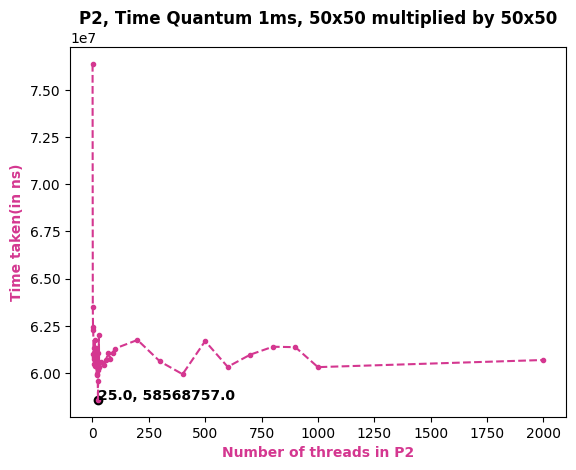 P2, Time Quantum 1ms, 50x50 multiplied by 50x50
1e7
7.50
7.25
7.00
6.75
6.50
6.25
6.00
Time taken(in ns)
25.0, 58568757.0
0 250 500 750 1000 1250 1500 1750 2000
Number of threads in P2